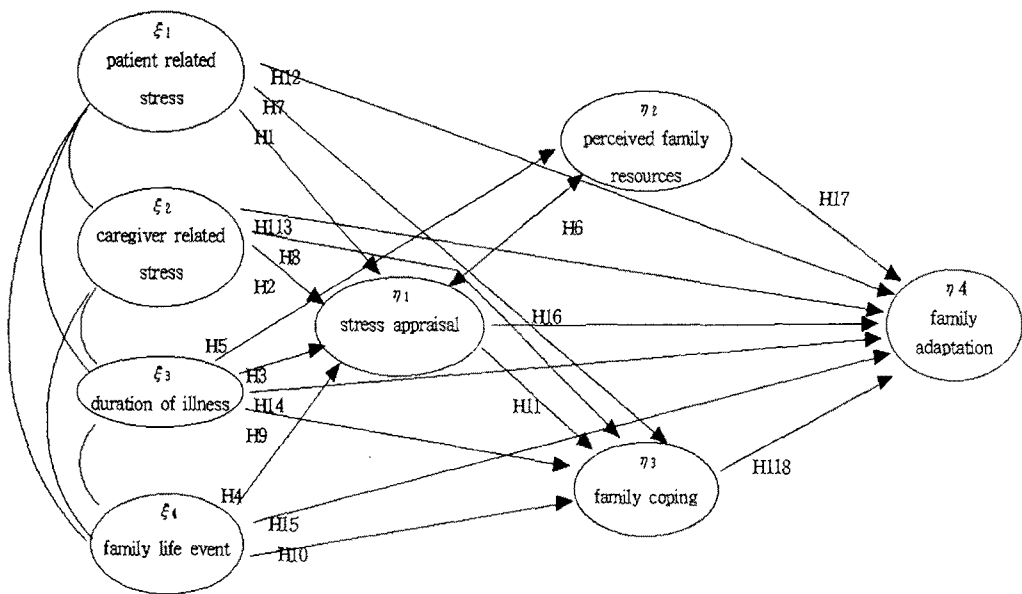 ξ1
patient related
stress
ξ2
caregiver related
stress
ξ3
duration of illness
ξ4
family life event
H12
H7
H1
H113
H8
H2
H5
H3
H14
H9
H4
H15
H10
η1
stress appraisal
η2
perceived family
resources
H6
H16
H11
η3
family coping
H17
H118
η4
family
adaptation